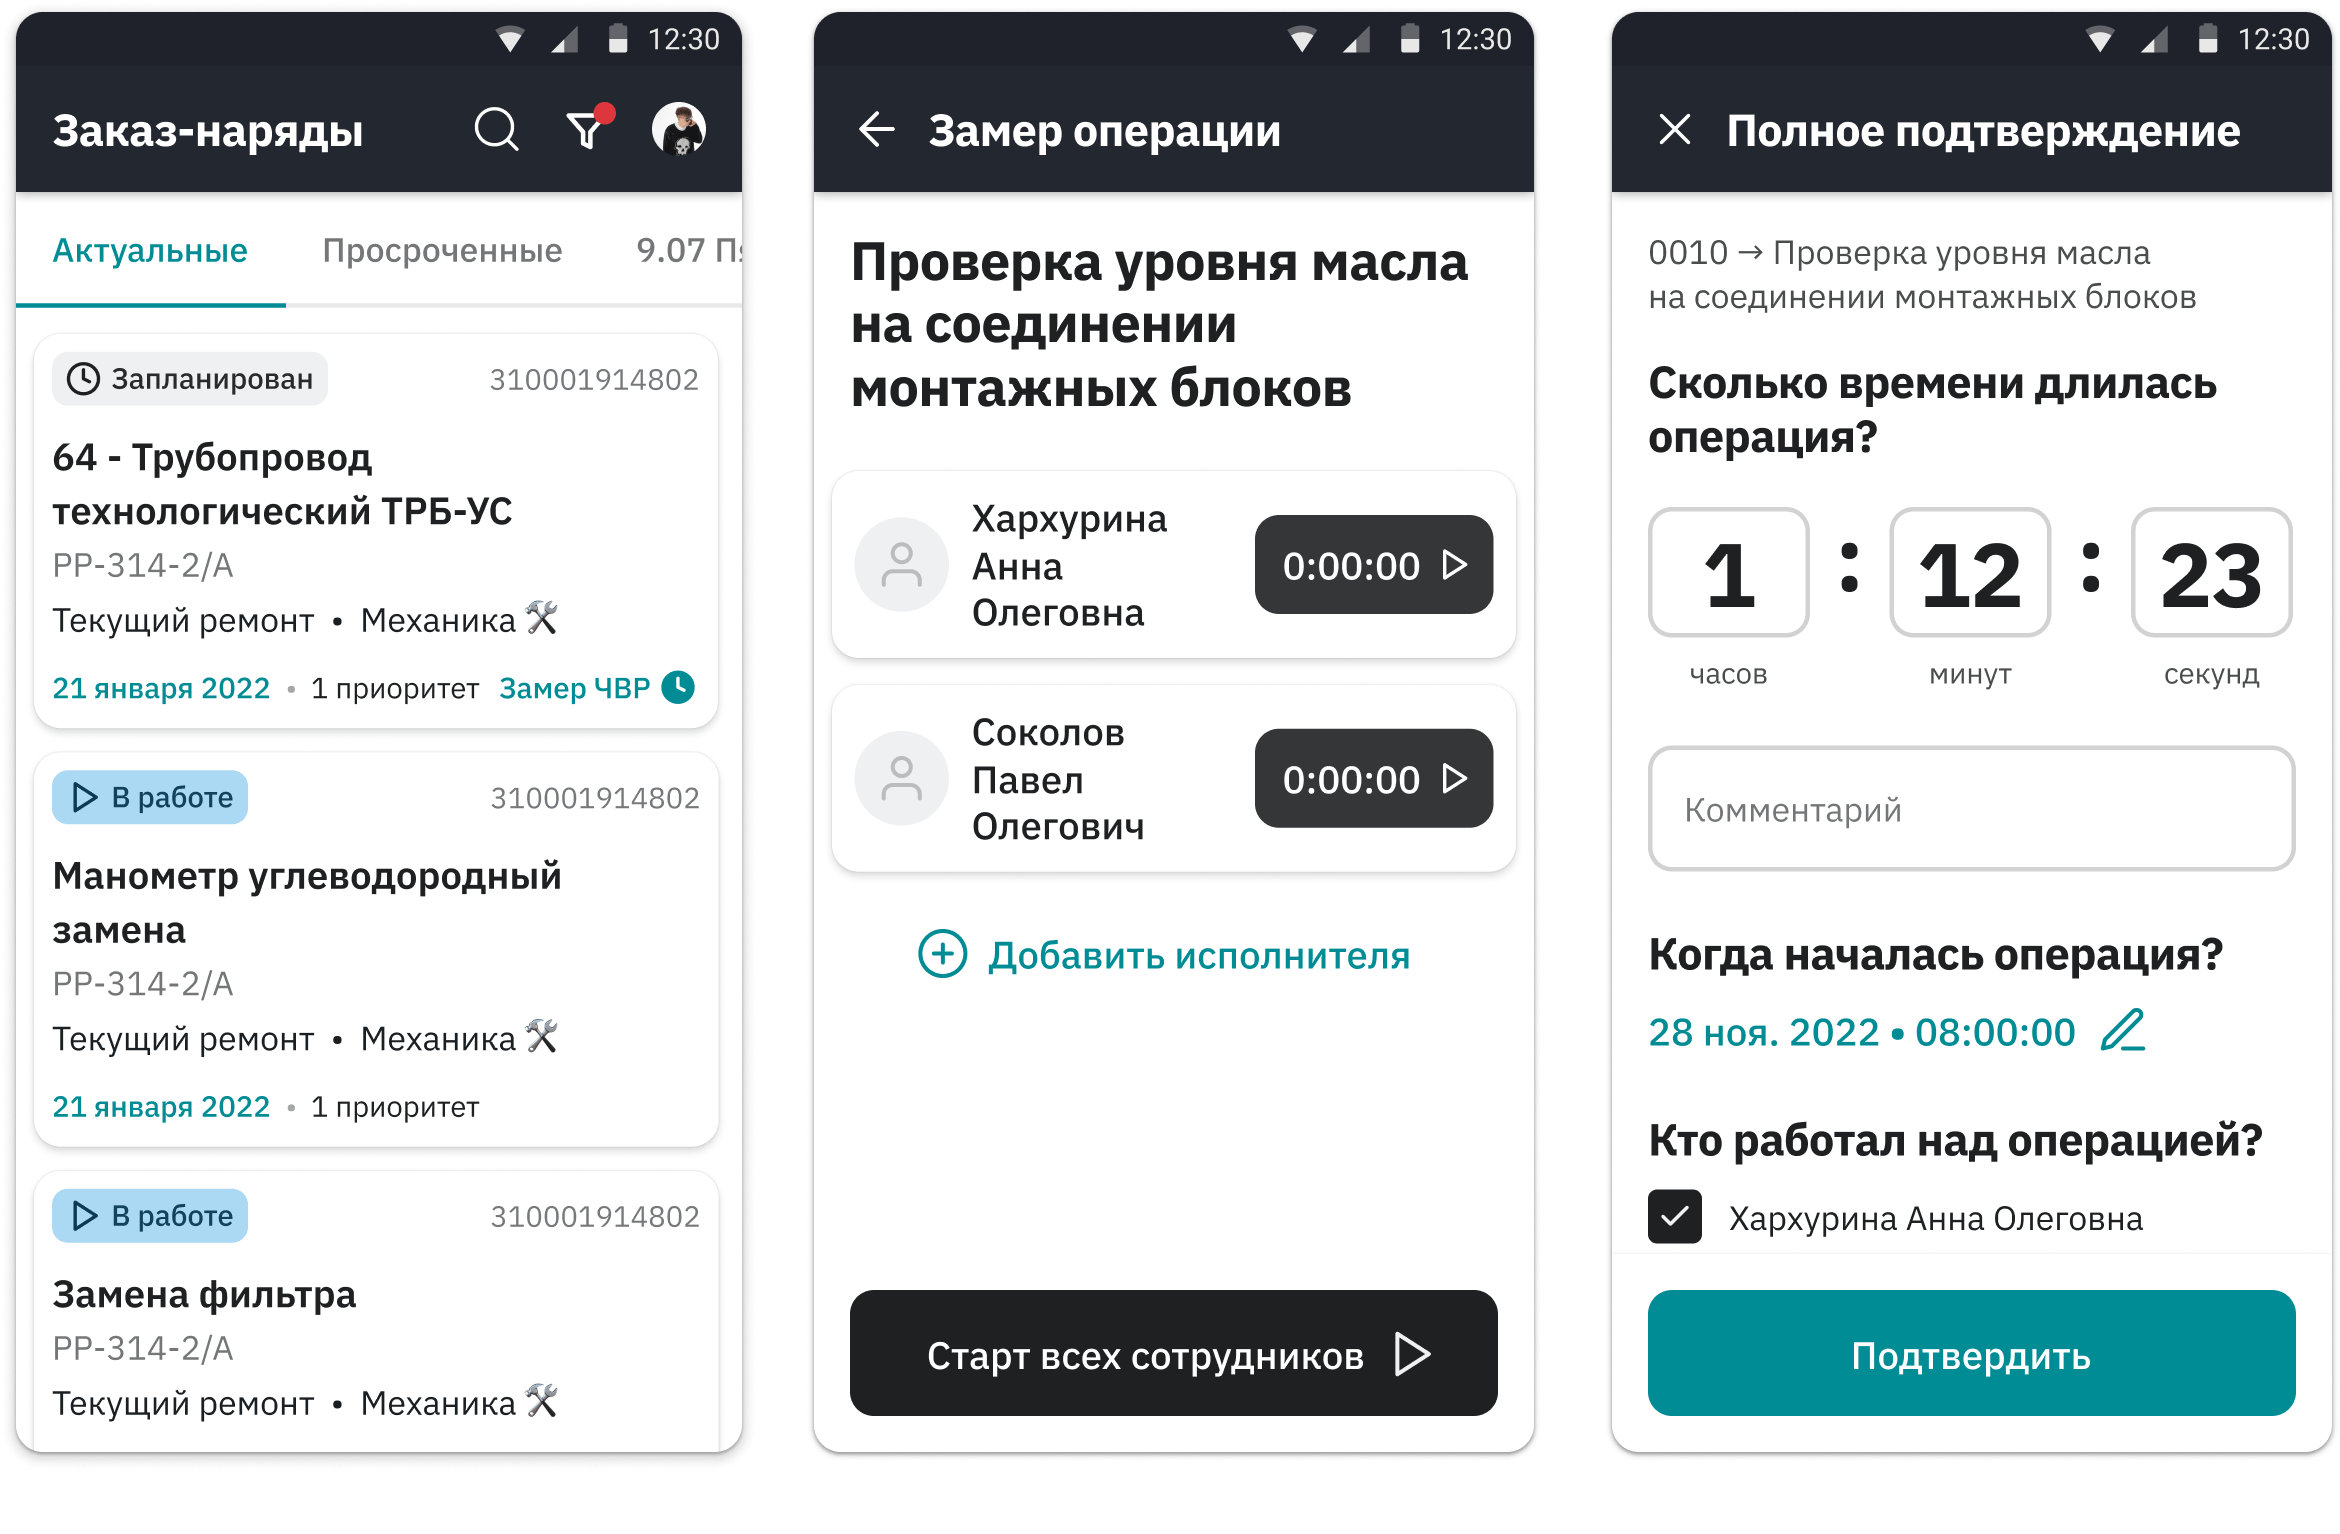 12:30
Заказ-наряды
Актуальные Просроченные 9.07 П
Запланирован 310001914802
64 - Трубопровод
технологический ТРБ-УС
РР-314-2/А
Текущий ремонт • Механика 🛠
21 января 2022 • 1 приоритет Замер ЧВР
В работе 310001914802
Манометр углеводородный
замена
РР-314-2/А
Текущий ремонт • Механика 🛠
21 января 2022 • 1 приоритет
В работе 310001914802
Замена фильтра
РР-314-2/А
Текущий ремонт • Механика 🛠
12:30
Замер операции
Проверка уровня масла
на соединении
монтажных блоков
Хархурина
Анна
Олеговна
0:00:00
Соколов
Павел
Олегович
0:00:00
Добавить исполнителя
Старт всех сотрудников
12:30
Полное подтверждение
0010 → Проверка уровня масла
на соединении монтажных блоков
Сколько времени длилась
операция?
1 : 12 : 23
часов минут секунд
Комментарий
Когда началась операция?
28 ноя. 2022 • 08:00:00
Кто работал над операцией?
Хархурина Анна Олеговна
Подтвердить